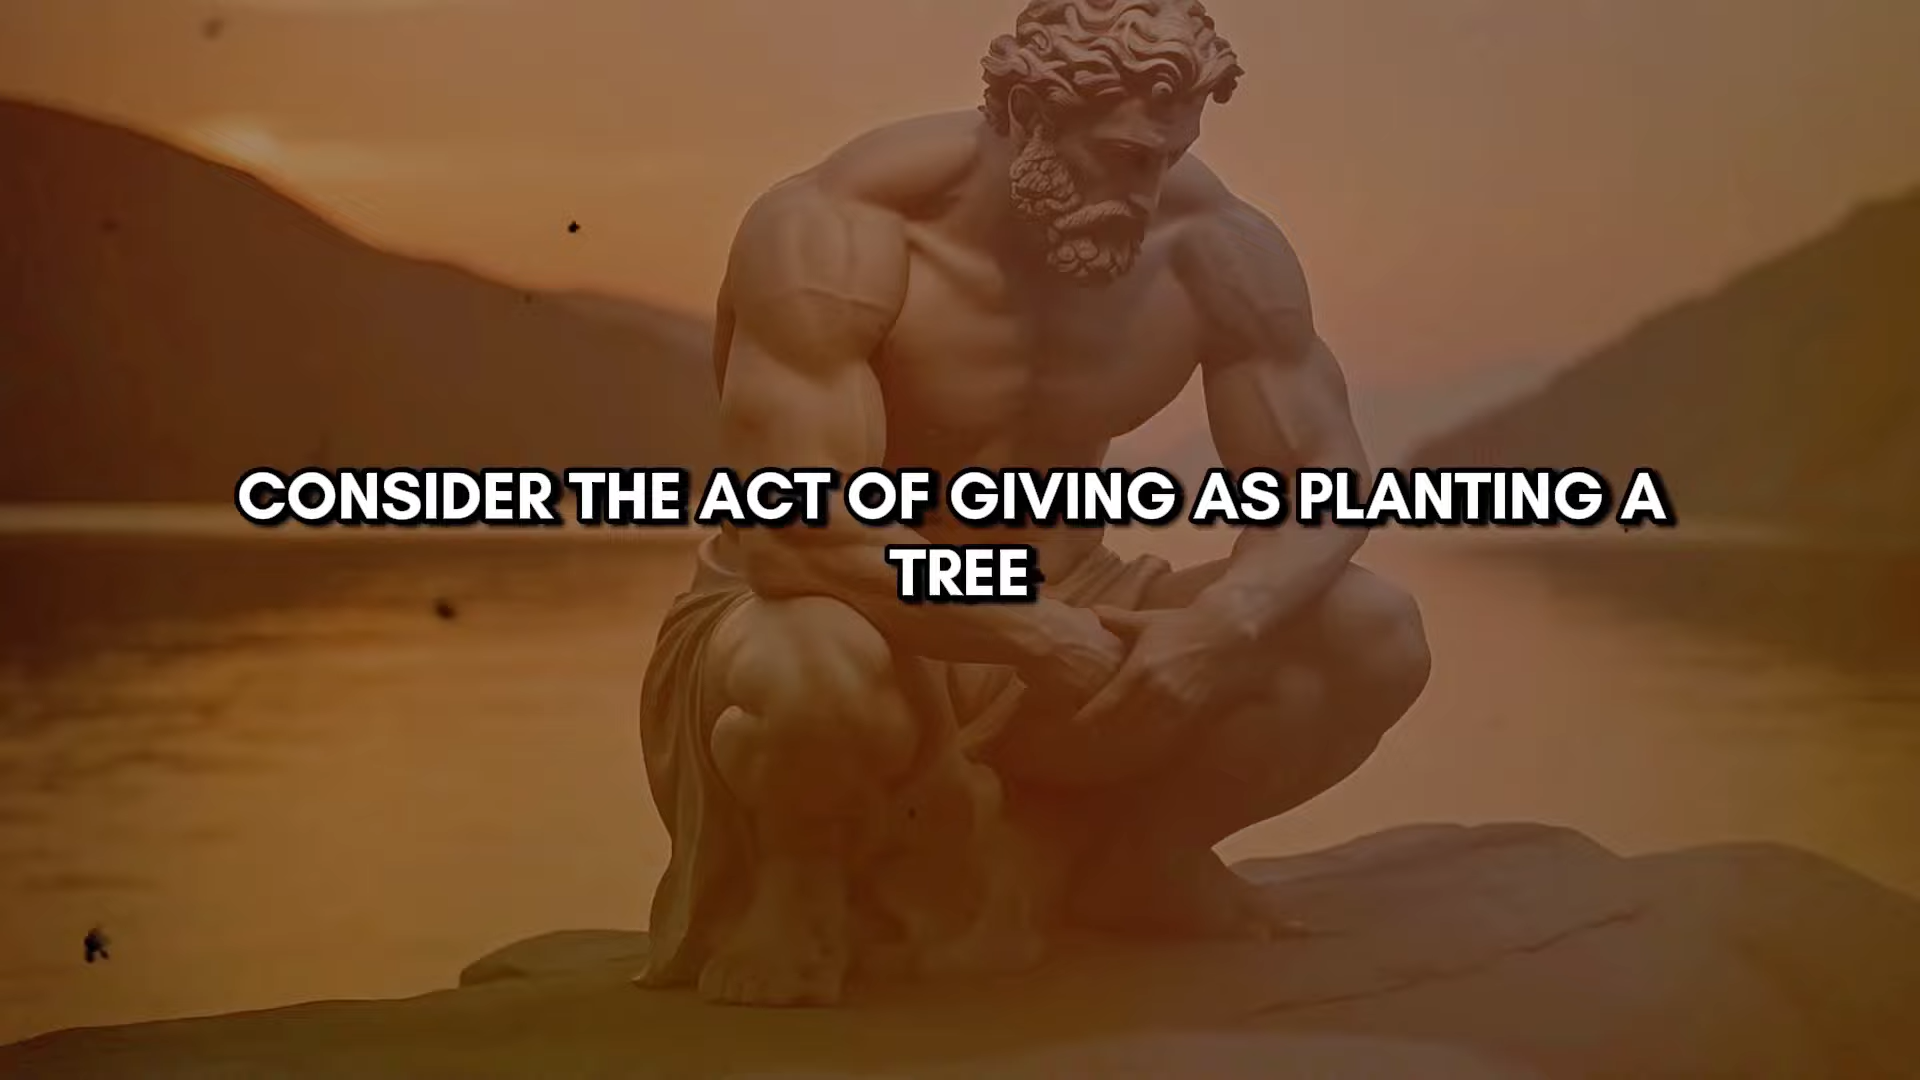 CONSIDER THE ACT OF GIVING AS PLANTING A
TREE